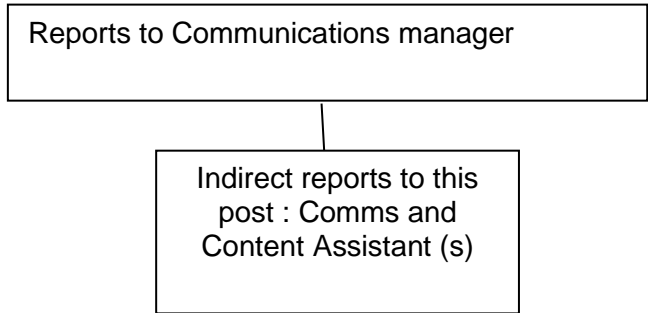 Reports to Communications manager
Indirect reports to this
post : Comms and
Content Assistant (s)